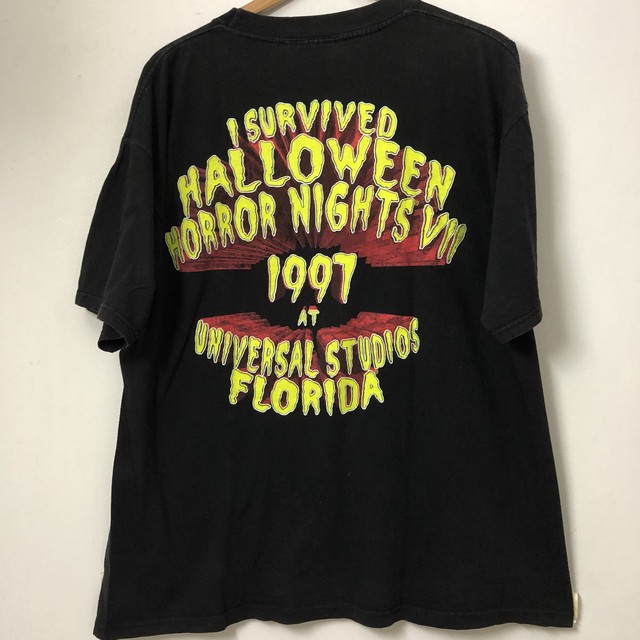 I SURVIVED
HALLOWEEN
HORROR NIGHTS VII
1997
AT
UNIVERSAL STUDIOS
FLORIDA